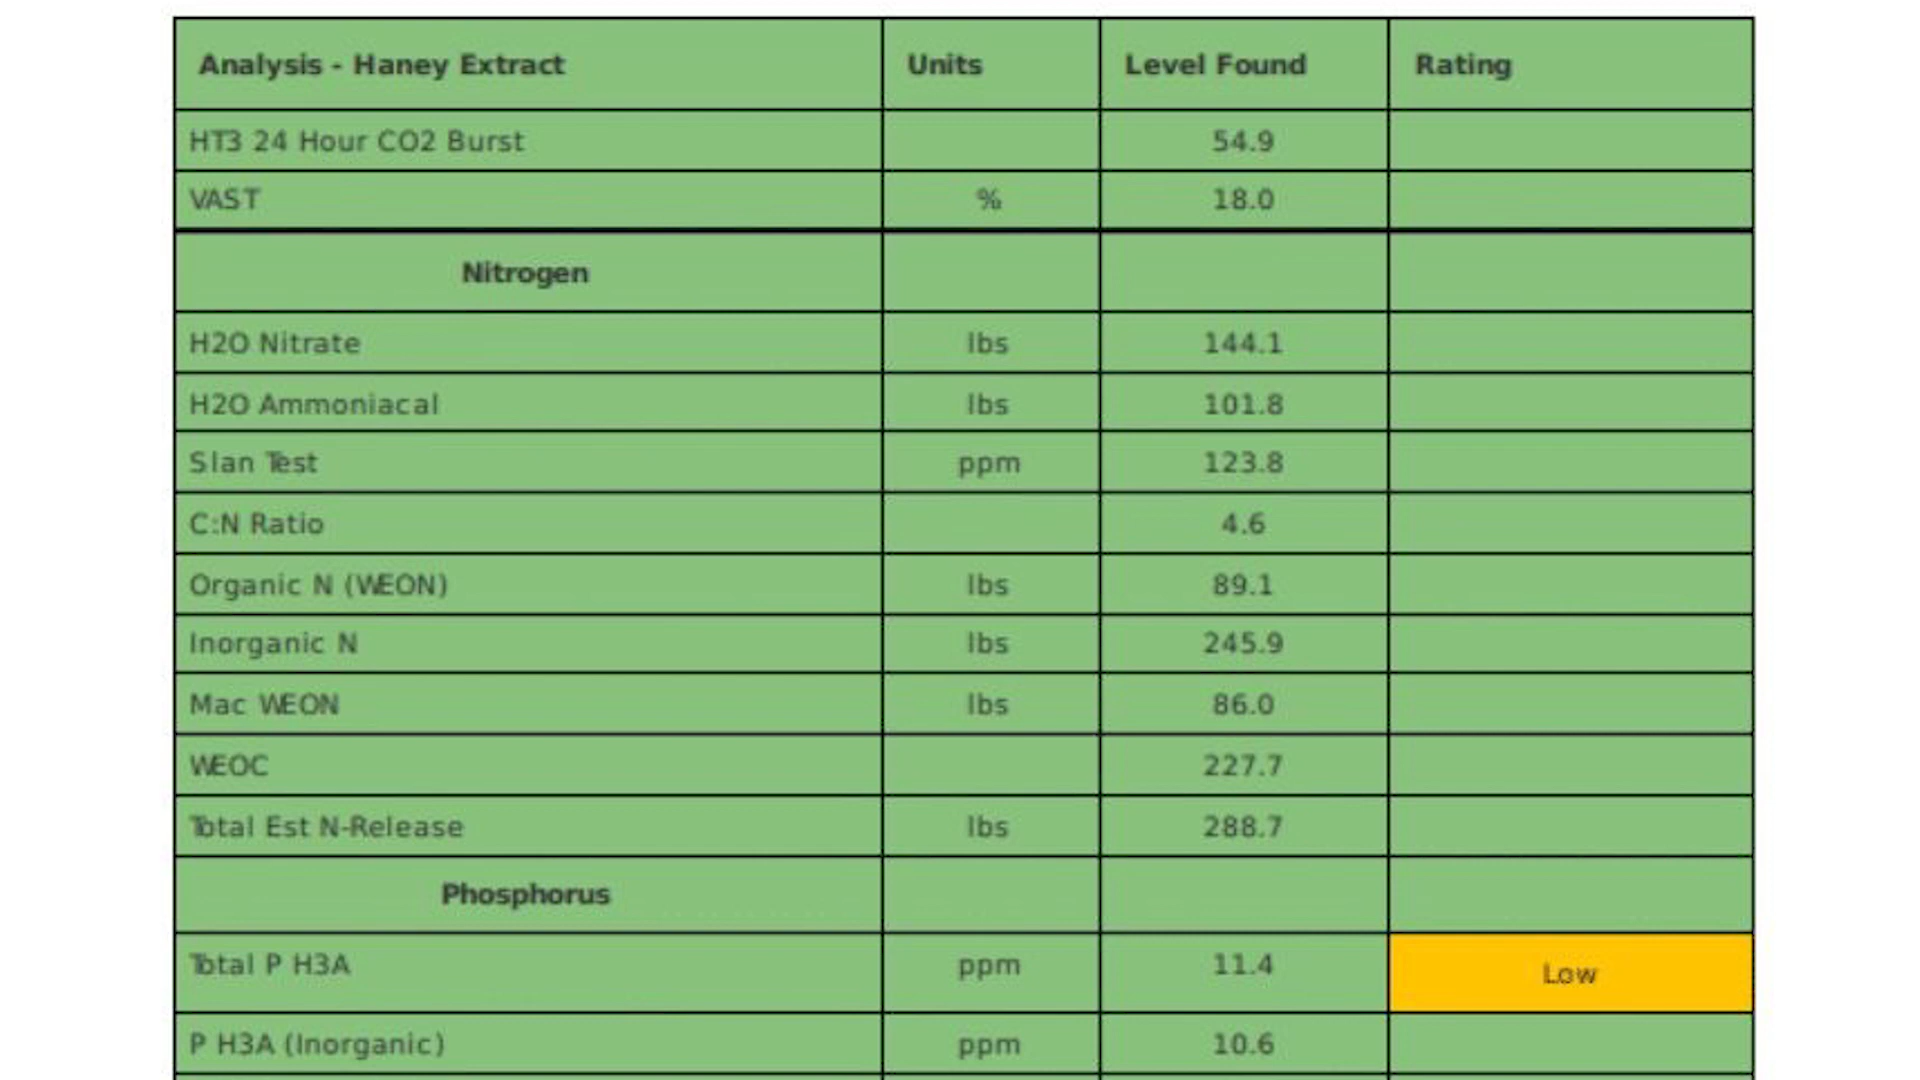 Analysis - Haney Extract Units Level Found Rating
HT3 24 Hour CO2 Burst 54.9
VAST % 18.0
Nitrogen
H2O Nitrate lbs 144.1
H2O Ammoniacal lbs 101.8
Slan Test ppm 123.8
C:N Ratio 4.6
Organic N (WEON) lbs 89.1
Inorganic N lbs 245.9
Mac WEON lbs 86.0
WEOC 227.7
Total Est N-Release lbs 288.7
Phosphorus
Total P H3A ppm 11.4 Low
P H3A (Inorganic) ppm 10.6